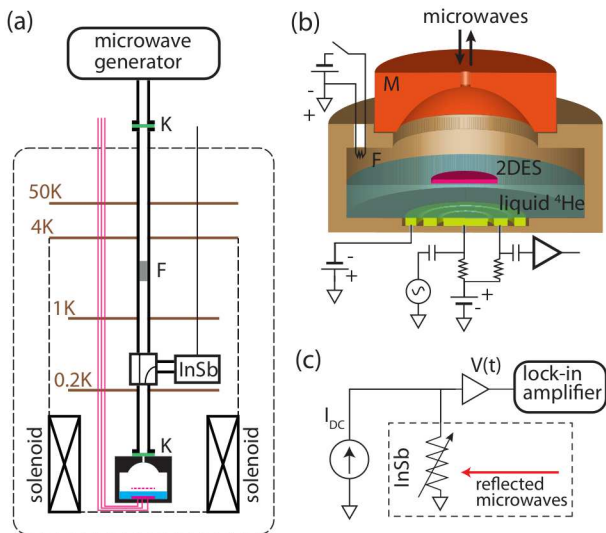 (a)
microwave
generator
K
50K
4K
F
1K
InSb
0.2K
K
solenoid
solenoid
(b)
microwaves
M
-
+
F
2DES
liquid ⁴He
-
+
+
-
(c)
V(t)
lock-in
amplifier
I_DC
InSb
reflected
microwaves